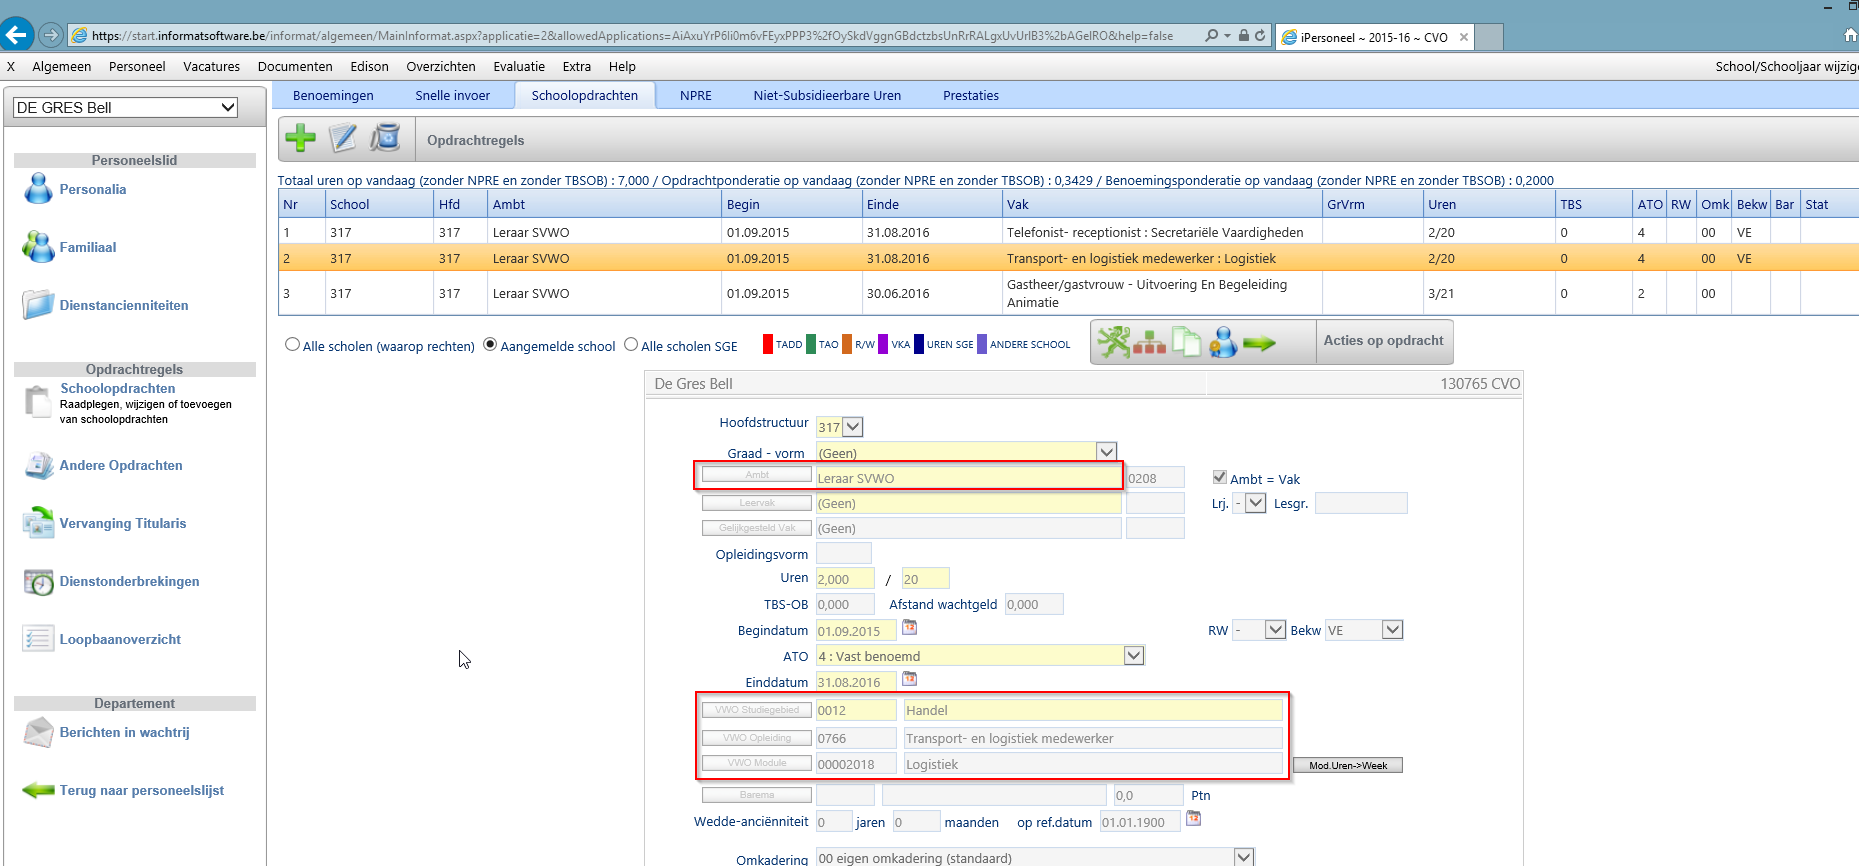 https://start.informatsoftware.be/informat/algemeen/MainInformat.aspx?applicatie=2&allowedApplications=AiAxuYrP6li0m6vFEyxPPP3%2fOySkdVggnGBdctzbsUnRrRALgxUvUrIB3%2bAGeIRO&help=false
iPersoneel ~ 2015-16 ~ CVO
X Algemeen Personeel Vacatures Documenten Edison Overzichten Evaluatie Extra Help School/Schooljaar wijzige
DE GRES Bell
Benoemingen Snelle invoer Schoolopdrachten NPRE Niet-Subsidieerbare Uren Prestaties
Opdrachtregels
Personeelslid
Personalia
Familiaal
Dienstancienniteiten
Opdrachtregels
Schoolopdrachten
Raadplegen, wijzigen of toevoegen
van schoolopdrachten
Andere Opdrachten
Vervanging Titularis
Dienstonderbrekingen
Loopbaanoverzicht
Departement
Berichten in wachtrij
Terug naar personeelslijst
Totaal uren op vandaag (zonder NPRE en zonder TBSOB) : 7,000 / Opdrachtponderatie op vandaag (zonder NPRE en zonder TBSOB) : 0,3429 / Benoemingsponderatie op vandaag (zonder NPRE en zonder TBSOB) : 0,2000
Nr School Hfd Ambt Begin Einde Vak GrVrm Uren TBS ATO RW Omk Bekw Bar Stat
1 317 317 Leraar SVWO 01.09.2015 31.08.2016 Telefonist- receptionist : Secretariële Vaardigheden 2/20 0 4 00 VE
2 317 317 Leraar SVWO 01.09.2015 31.08.2016 Transport- en logistiek medewerker : Logistiek 2/20 0 4 00 VE
3 317 317 Leraar SVWO 01.09.2015 30.06.2016 Gastheer/gastvrouw - Uitvoering En Begeleiding Animatie 3/21 0 2 00
Alle scholen (waarop rechten) Aangemelde school Alle scholen SGE TADD TAO R/W VKA UREN SGE ANDERE SCHOOL
Acties op opdracht
De Gres Bell 130765 CVO
Hoofdstructuur 317
Graad - vorm (Geen)
Ambt Leraar SVWO 0208 Ambt = Vak
Leervak (Geen) Lrj. - Lesgr.
Gelijkgesteld Vak (Geen)
Opleidingsvorm
Uren 2,000 / 20
TBS-OB 0,000 Afstand wachtgeld 0,000
Begindatum 01.09.2015 RW - Bekw VE
ATO 4 : Vast benoemd
Einddatum 31.08.2016
VWO Studiegebied 0012 Handel
VWO Opleiding 0766 Transport- en logistiek medewerker
VWO Module 00002018 Logistiek Mod.Uren->Week
Barema 0,0 Ptn
Wedde-anciënniteit 0 jaren 0 maanden op ref.datum 01.01.1900
Omkadering 00 eigen omkadering (standaard)